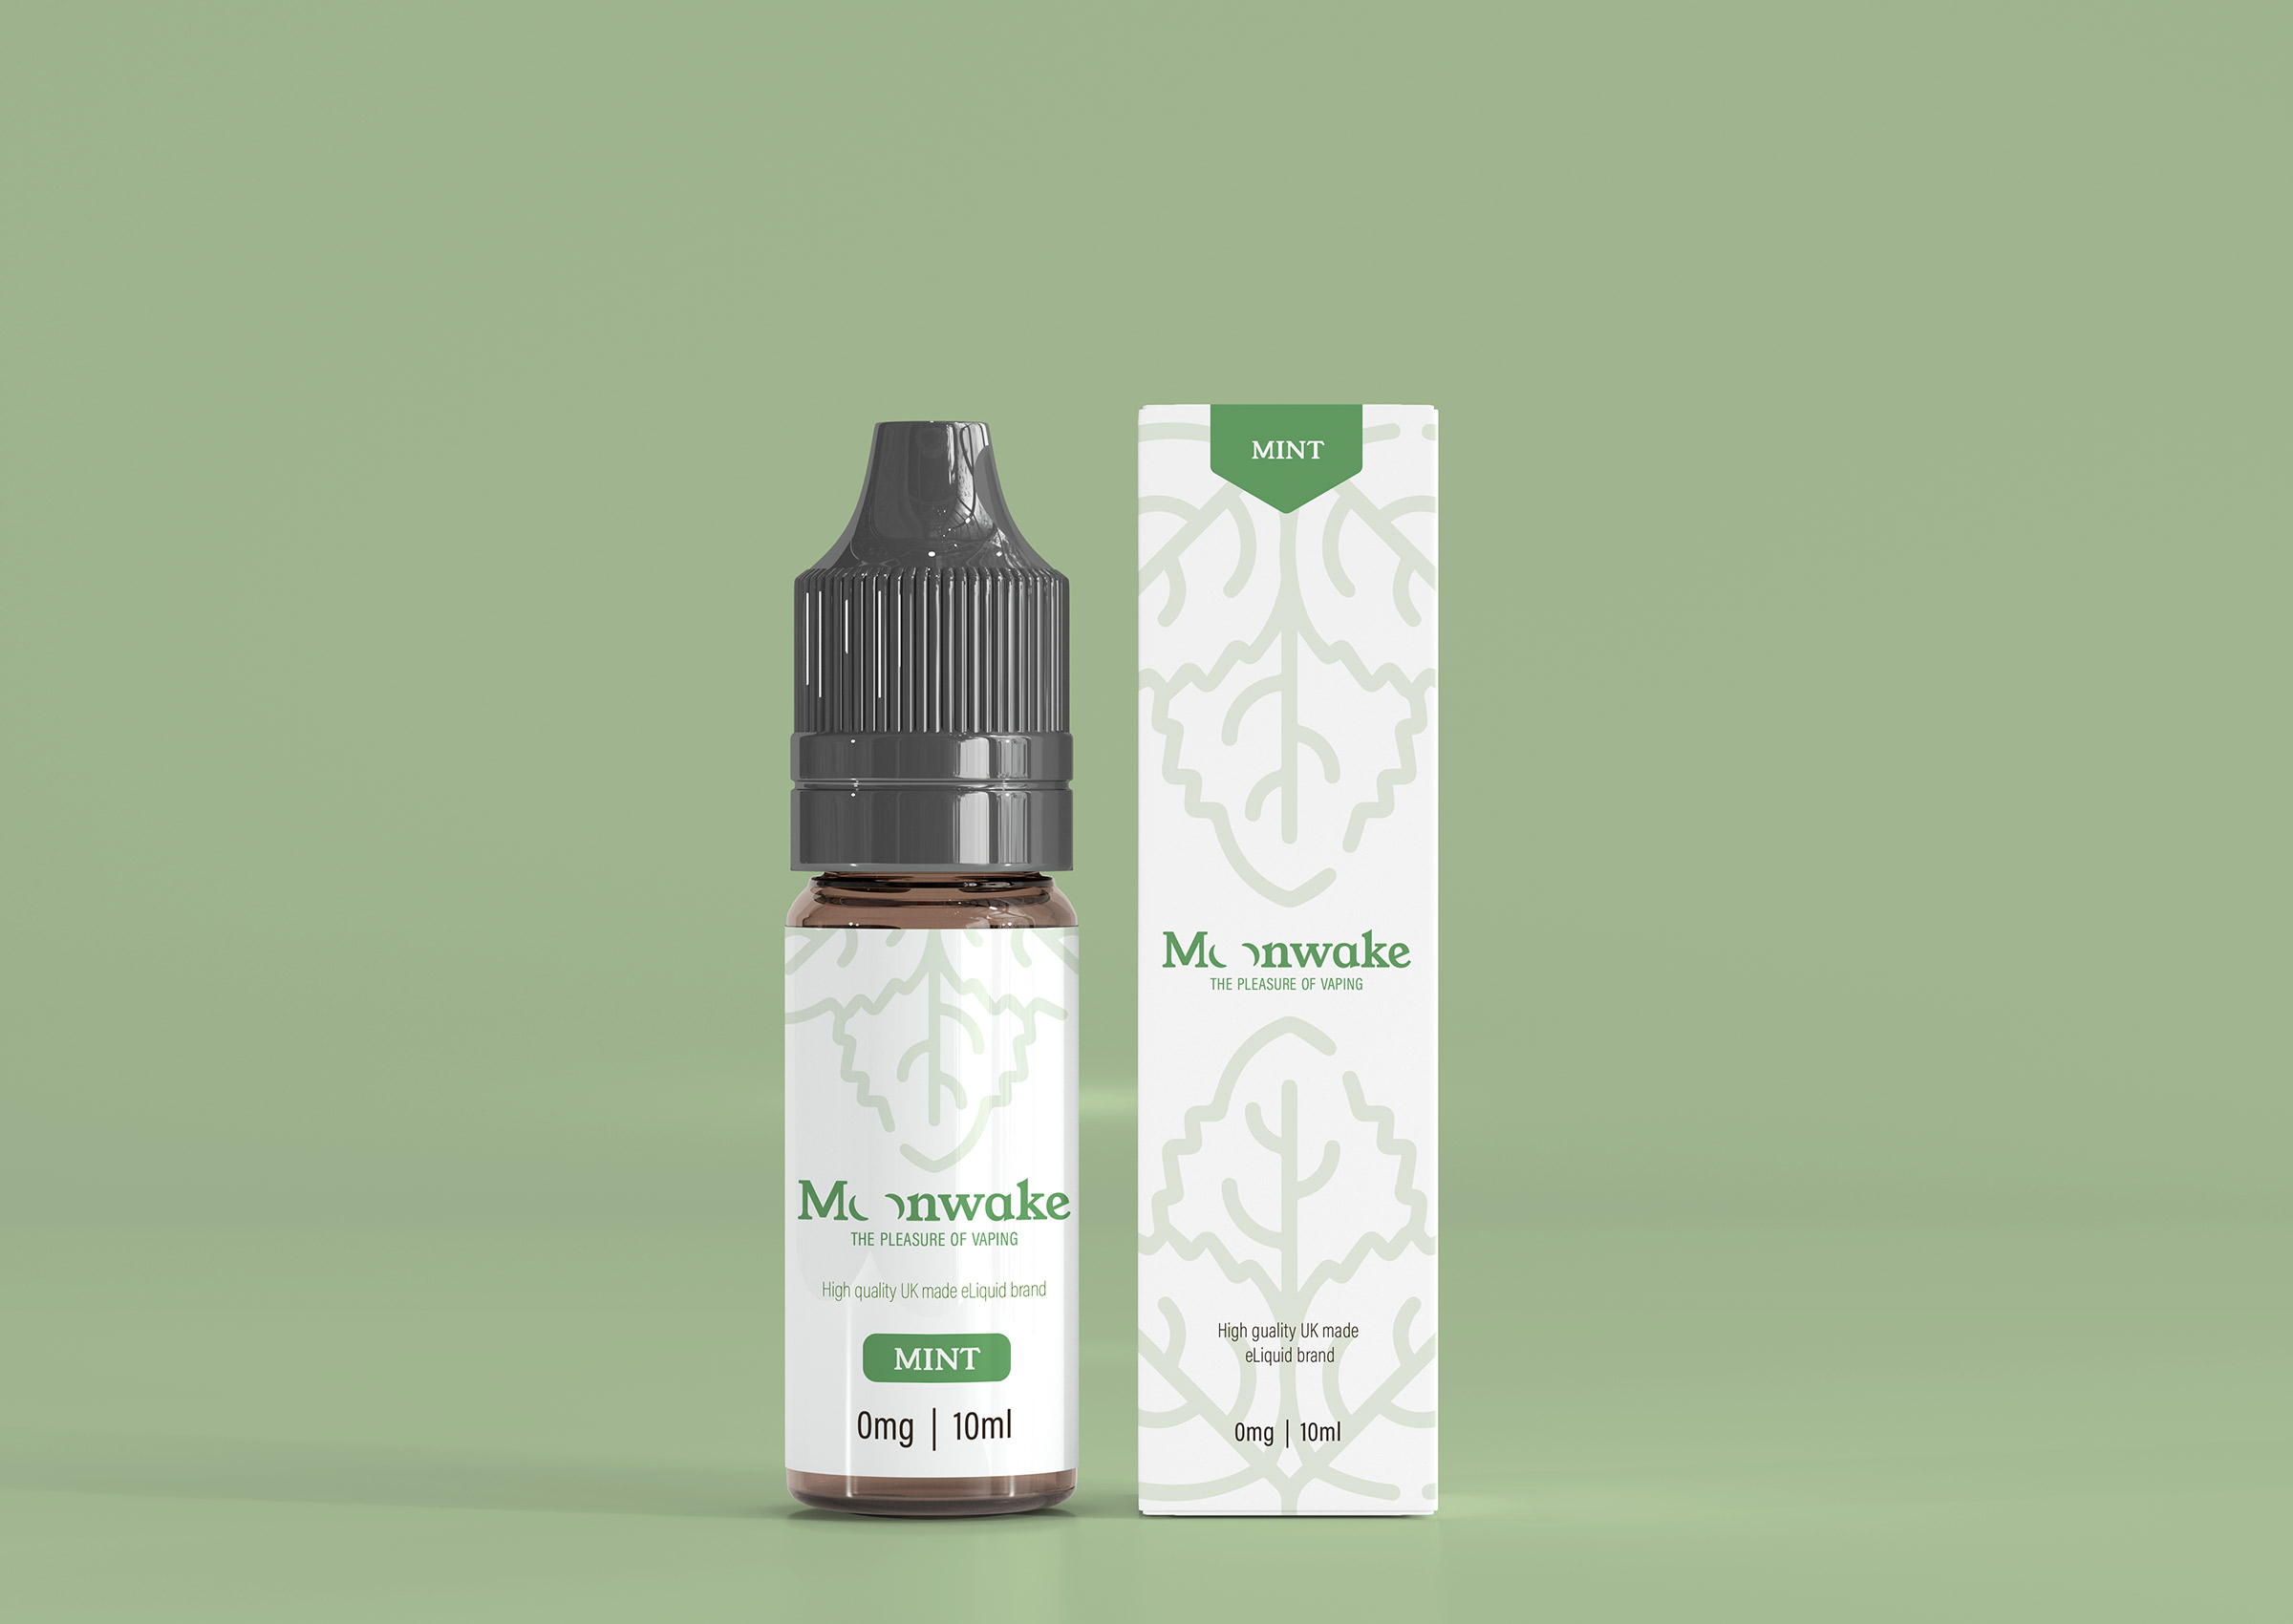 Moonwake
THE PLEASURE OF VAPING
High quality UK made eLiquid brand
MINT
0mg | 10ml
MINT
Moonwake
THE PLEASURE OF VAPING
High guality UK made
eLiquid brand
0mg | 10ml